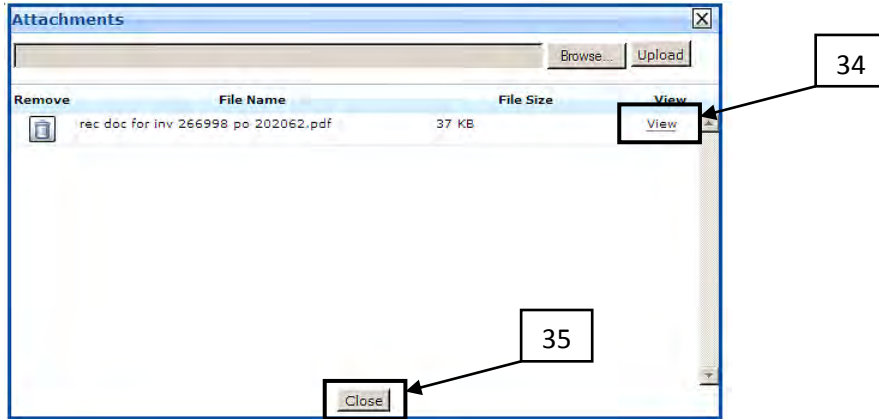 Attachments X
Browse... Upload
34
Remove File Name File Size View
rec doc for inv 266998 po 202062.pdf 37 KB View
35
Close